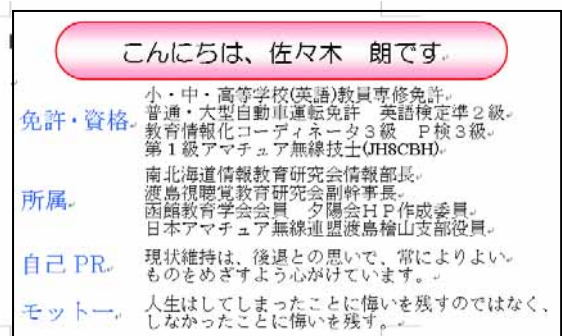 こんにちは、佐々木　朗です
免許・資格
小・中・高等学校(英語)教員専修免許
普通・大型自動車運転免許　英語検定準２級
教育情報化コーディネータ３級　Ｐ検３級
第１級アマチュア無線技士(JH8CBH)
所属
南北海道情報教育研究会情報部長
渡島視聴覚教育研究会副幹事長
函館教育学会会員　夕陽会ＨＰ作成委員
日本アマチュア無線連盟渡島檜山支部役員
自己 PR
現状維持は、後退との思いで、常によりよい
ものをめざすよう心がけています。
モットー
人生はしてしまったことに悔いを残すのではなく、
しなかったことに悔いを残す。